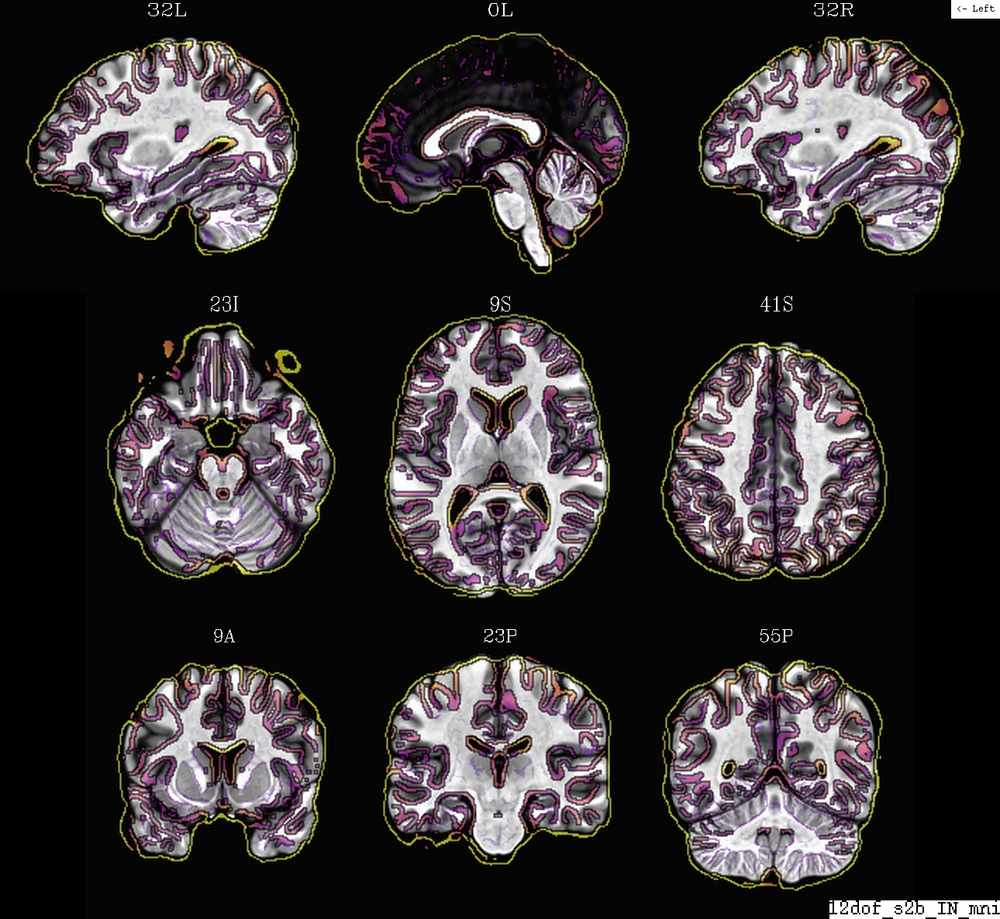 32L 0L 32R
<- Left
23I 9S 41S
9A 23P 55P
12dof_s2b_IN_mni